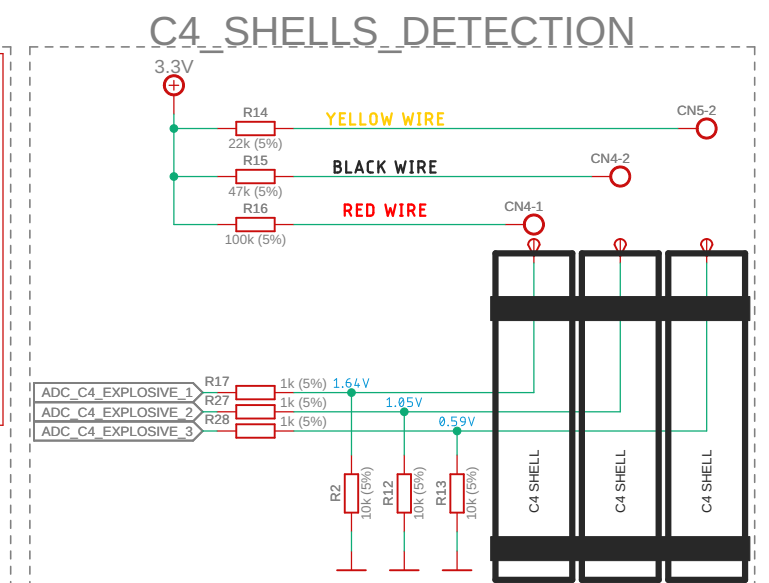 C4_SHELLS_DETECTION
3.3V
R14
YELLOW WIRE
CN5-2
22k (5%)
R15
BLACK WIRE
CN4-2
47k (5%)
R16
RED WIRE
CN4-1
100k (5%)
ADC_C4_EXPLOSIVE_1
R17
1k (5%)
1.64V
ADC_C4_EXPLOSIVE_2
R27
1k (5%)
1.05V
ADC_C4_EXPLOSIVE_3
R28
1k (5%)
0.59V
R2
10k (5%)
R12
10k (5%)
R13
10k (5%)
C4 SHELL
C4 SHELL
C4 SHELL